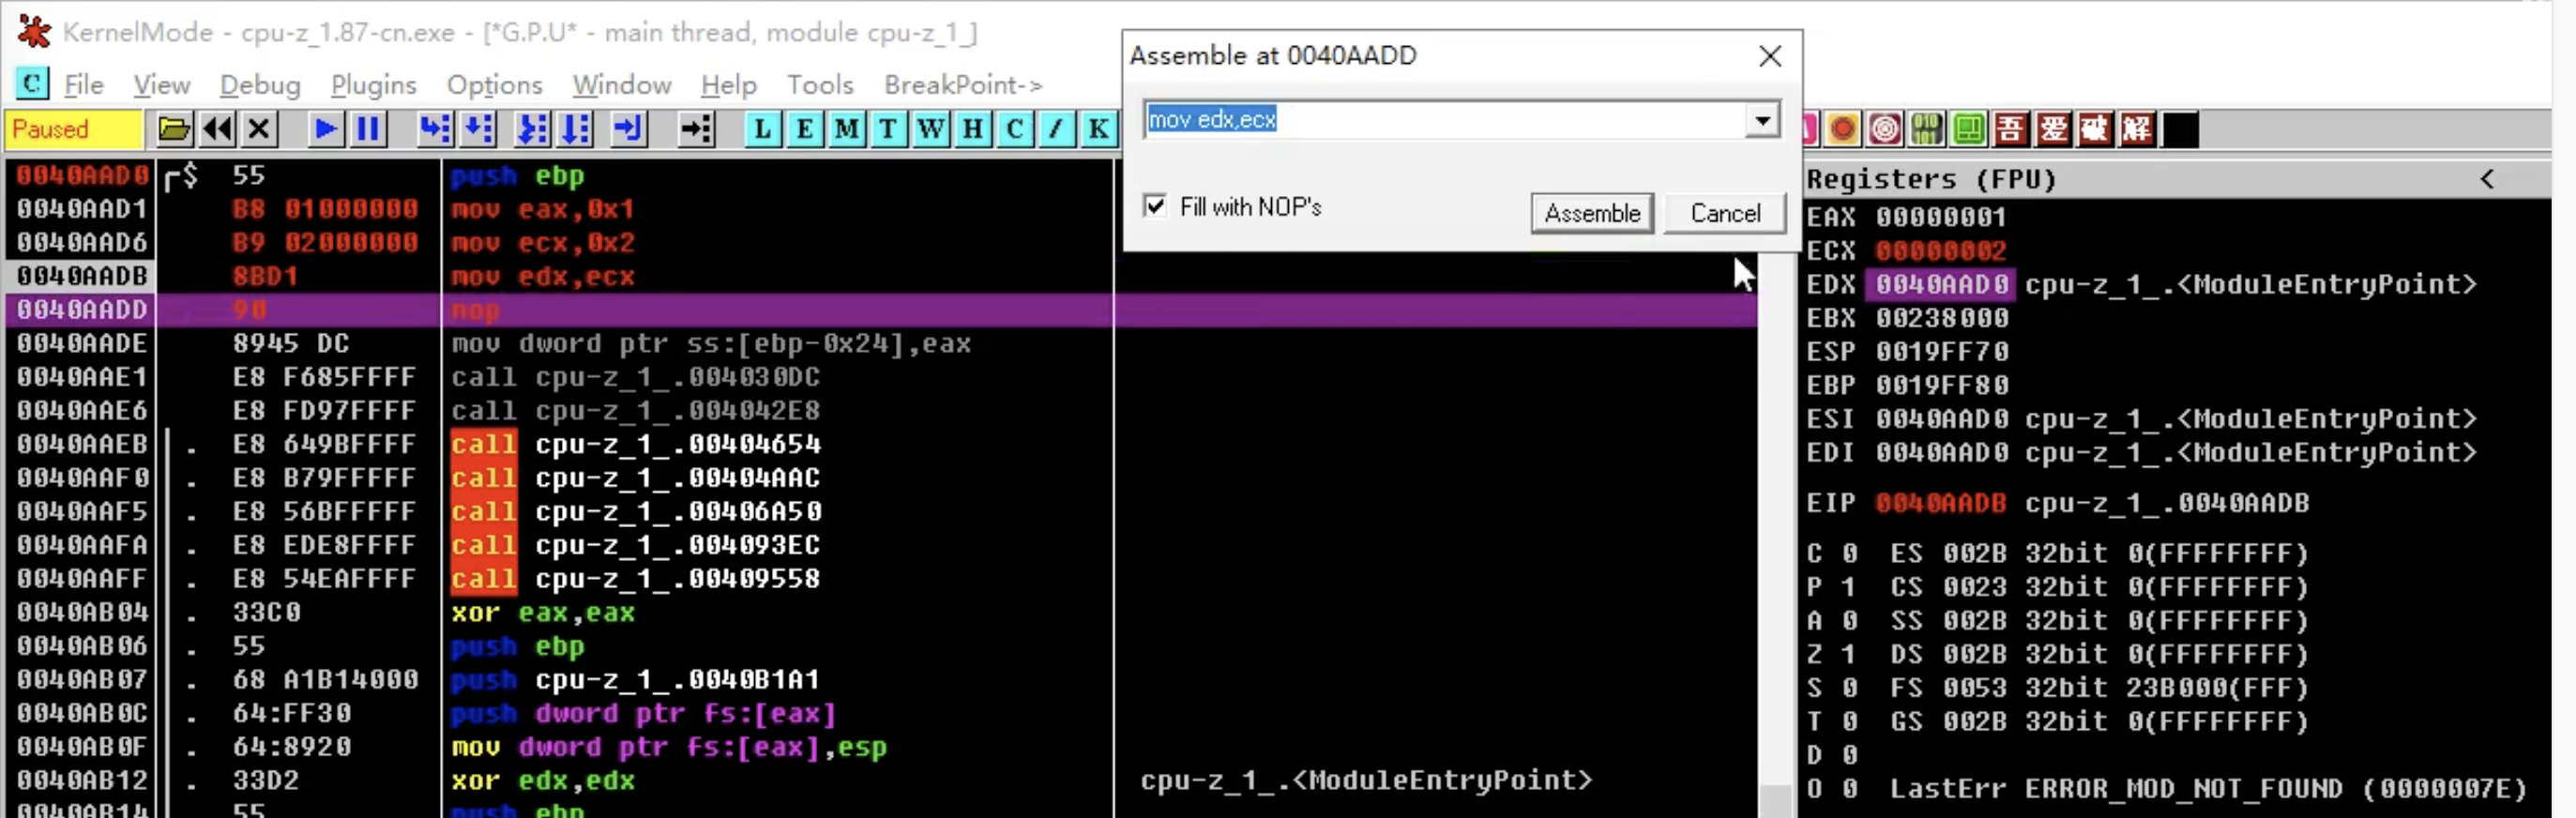 KernelMode - cpu-z_1.87-cn.exe - [*G.P.U* - main thread, module cpu-z_1_]
C File View Debug Plugins Options Window Help Tools BreakPoint->
Paused L E M T W H C / K 吾 爱 破 解
Assemble at 0040AADD
mov edx,ecx
Fill with NOP's Assemble Cancel
0040AAD0 $ 55 push ebp
0040AAD1 B8 01000000 mov eax,0x1
0040AAD6 B9 02000000 mov ecx,0x2
0040AADB 8BD1 mov edx,ecx
0040AADD 90 nop
0040AADE 8945 DC mov dword ptr ss:[ebp-0x24],eax
0040AAE1 E8 F685FFFF call cpu-z_1_.004030DC
0040AAE6 E8 FD97FFFF call cpu-z_1_.004042E8
0040AAEB . E8 649BFFFF call cpu-z_1_.00404654
0040AAF0 . E8 B79FFFFF call cpu-z_1_.00404AAC
0040AAF5 . E8 56BFFFFF call cpu-z_1_.00406A50
0040AAFA . E8 EDE8FFFF call cpu-z_1_.004093EC
0040AAFF . E8 54EAFFFF call cpu-z_1_.00409558
0040AB04 . 33C0 xor eax,eax
0040AB06 . 55 push ebp
0040AB07 . 68 A1B14000 push cpu-z_1_.0040B1A1
0040AB0C . 64:FF30 push dword ptr fs:[eax]
0040AB0F . 64:8920 mov dword ptr fs:[eax],esp
0040AB12 . 33D2 xor edx,edx cpu-z_1_.<ModuleEntryPoint>
0040AB14 . 55 push ebp
Registers (FPU) <
EAX 00000001
ECX 00000002
EDX 0040AAD0 cpu-z_1_.<ModuleEntryPoint>
EBX 00238000
ESP 0019FF70
EBP 0019FF80
ESI 0040AAD0 cpu-z_1_.<ModuleEntryPoint>
EDI 0040AAD0 cpu-z_1_.<ModuleEntryPoint>
EIP 0040AADB cpu-z_1_.0040AADB
C 0 ES 002B 32bit 0(FFFFFFFF)
P 1 CS 0023 32bit 0(FFFFFFFF)
A 0 SS 002B 32bit 0(FFFFFFFF)
Z 1 DS 002B 32bit 0(FFFFFFFF)
S 0 FS 0053 32bit 23B000(FFF)
T 0 GS 002B 32bit 0(FFFFFFFF)
D 0
O 0 LastErr ERROR_MOD_NOT_FOUND (0000007E)